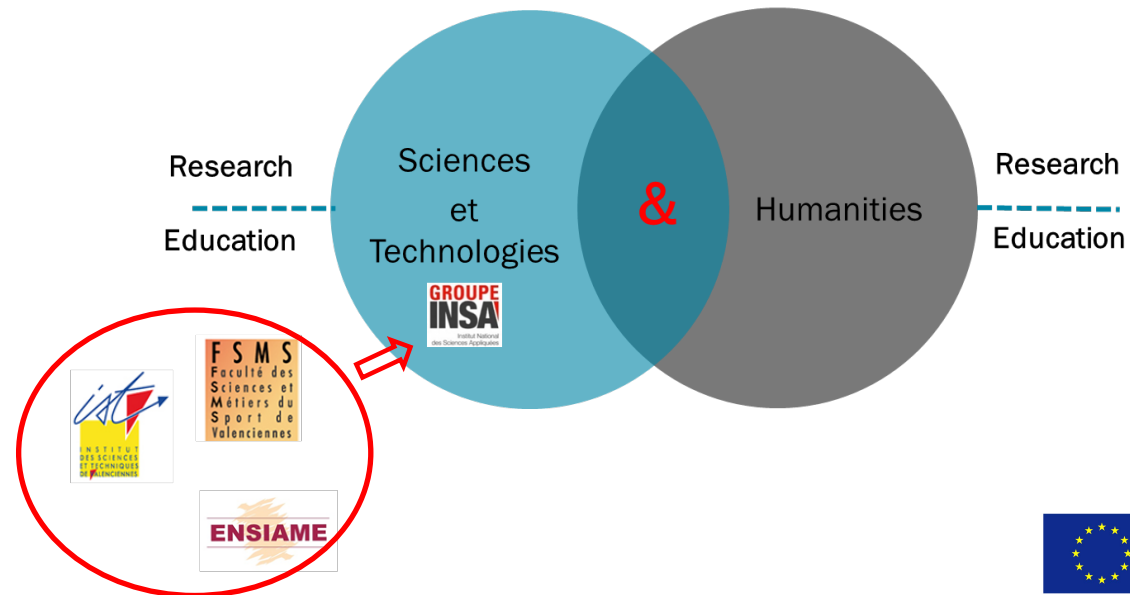 Research
Education
Sciences
et
Technologies
GROUPE
INSA
Institut National
des Sciences Appliquées
&
Humanities
Research
Education
ist
INSTITUT
DES SCIENCES
ET TECHNIQUES
DE VALENCIENNES
FSMS
Faculté des
Sciences et
Métiers du
Sport de
Valenciennes
ENSIAME